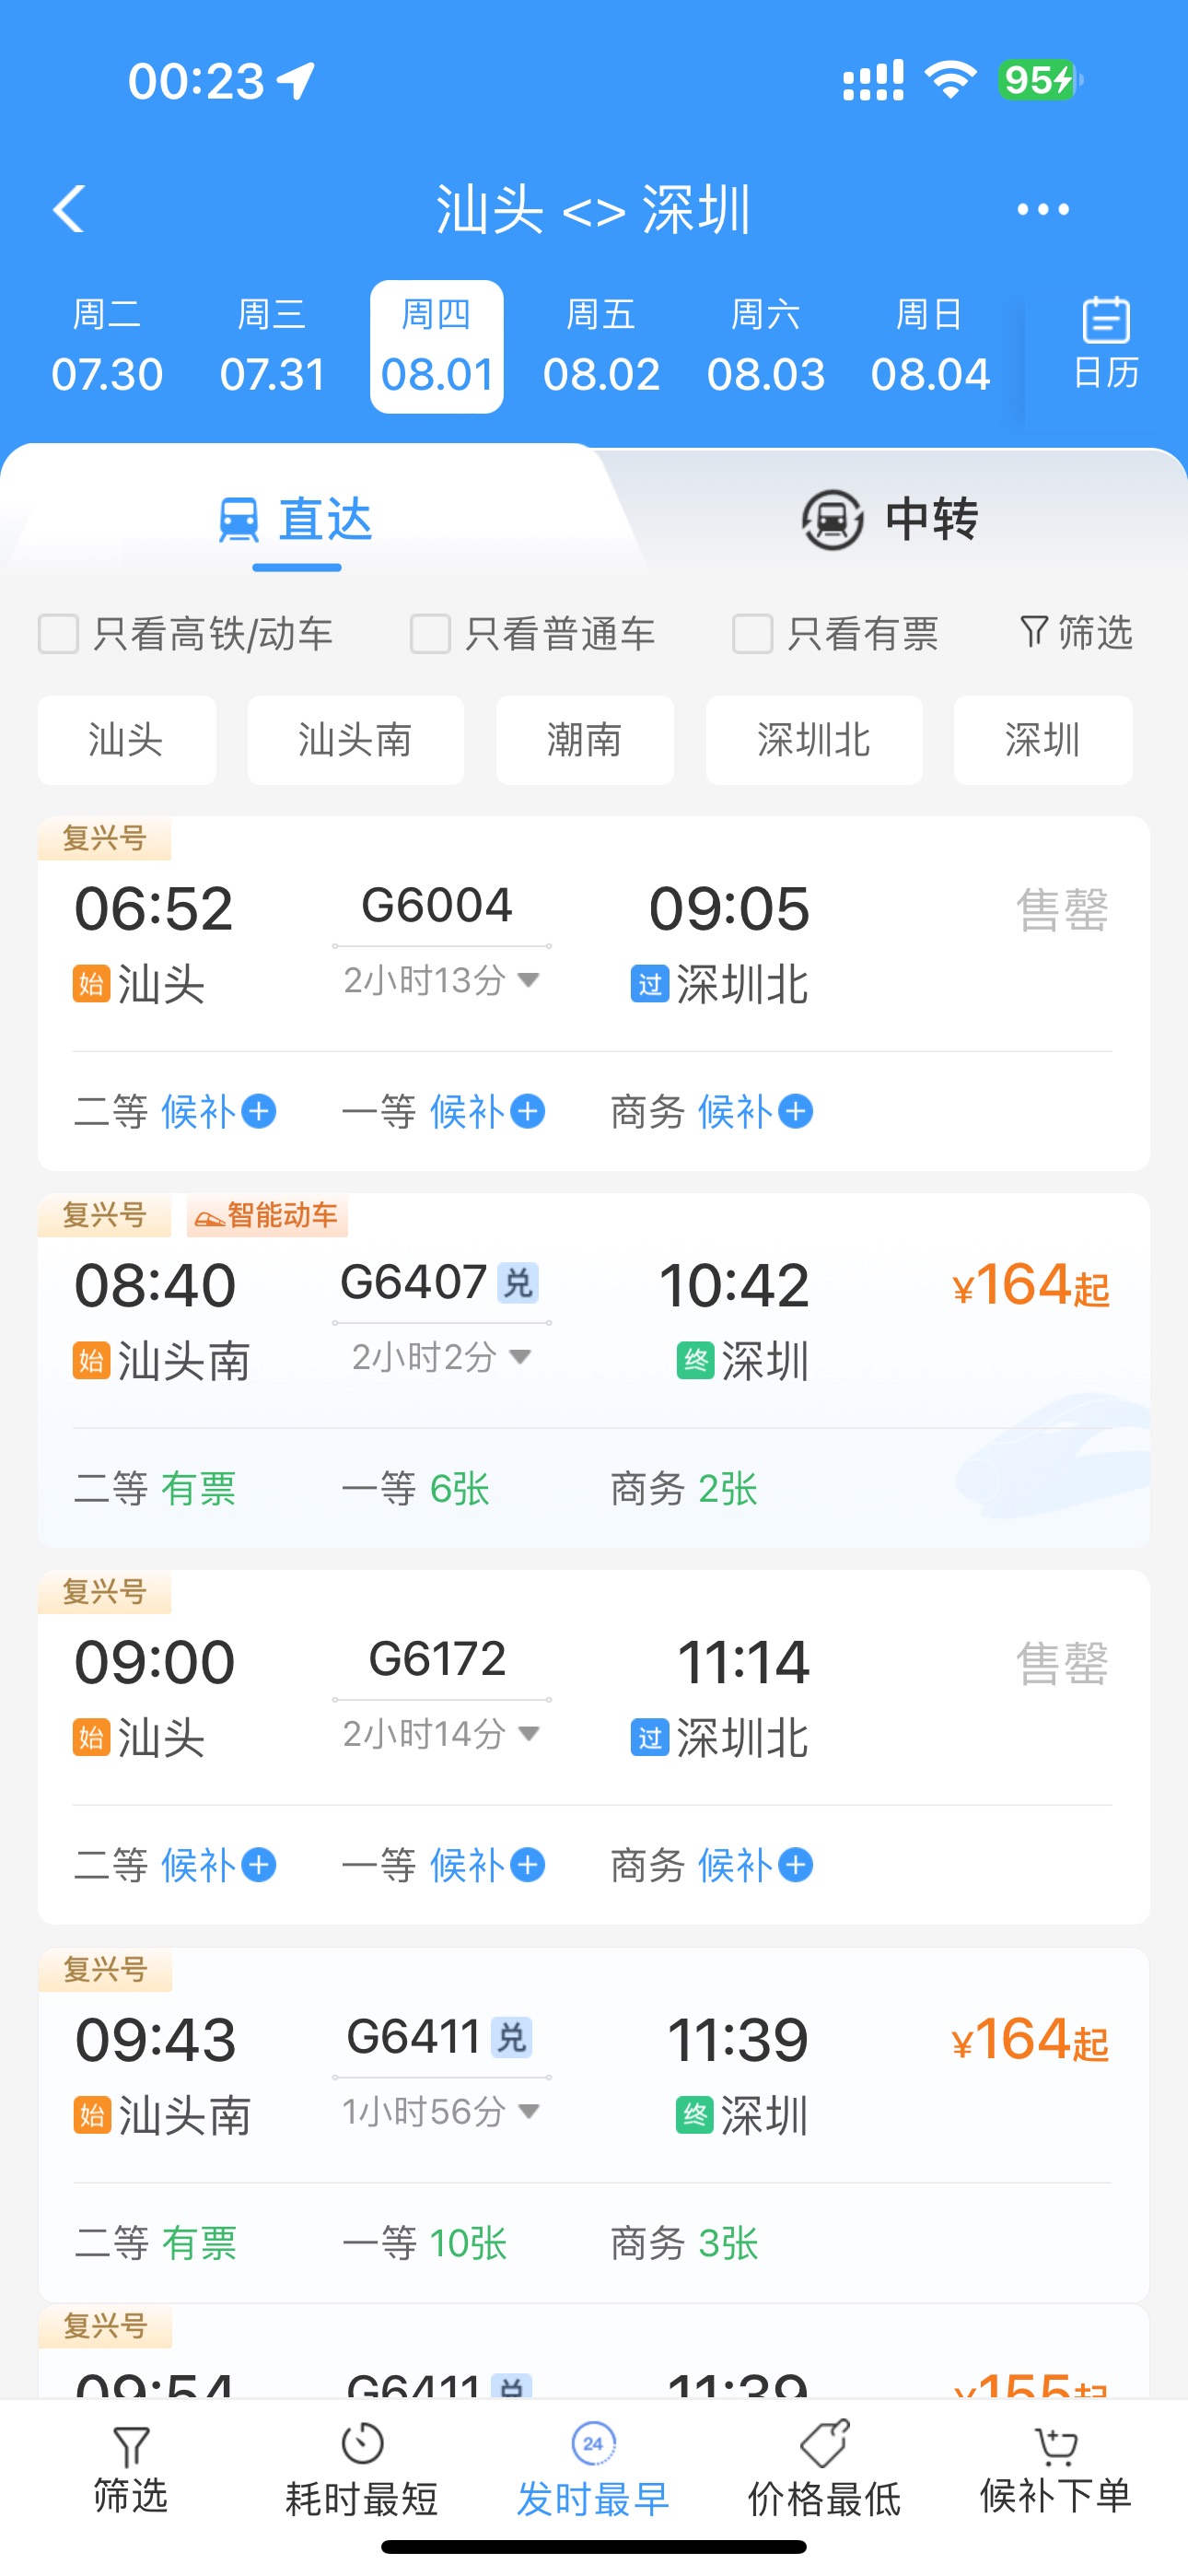 00:23 95
汕头 <> 深圳
周二 周三 周四 周五 周六 周日
07.30 07.31 08.01 08.02 08.03 08.04 日历
直达 中转
只看高铁/动车 只看普通车 只看有票 筛选
汕头 汕头南 潮南 深圳北 深圳
复兴号
06:52 G6004 09:05 售罄
始 汕头 2小时13分 过 深圳北
二等 候补 一等 候补 商务 候补
复兴号 智能动车
08:40 G6407 兑 10:42 ¥164起
始 汕头南 2小时2分 终 深圳
二等 有票 一等 6张 商务 2张
复兴号
09:00 G6172 11:14 售罄
始 汕头 2小时14分 过 深圳北
二等 候补 一等 候补 商务 候补
复兴号
09:43 G6411 兑 11:39 ¥164起
始 汕头南 1小时56分 终 深圳
二等 有票 一等 10张 商务 3张
复兴号
09:54 G6411 兑 11:39 ¥155起
24
筛选 耗时最短 发时最早 价格最低 候补下单